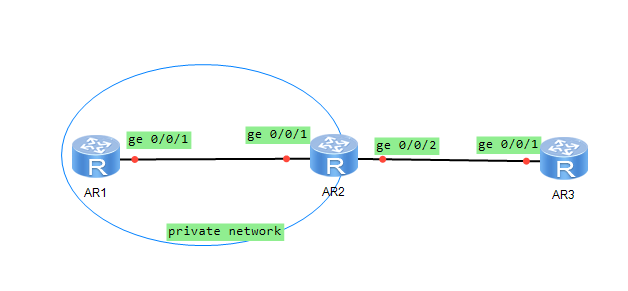 ge 0/0/1
ge 0/0/1
ge 0/0/2
ge 0/0/1
R
R
R
AR1
AR2
AR3
private network